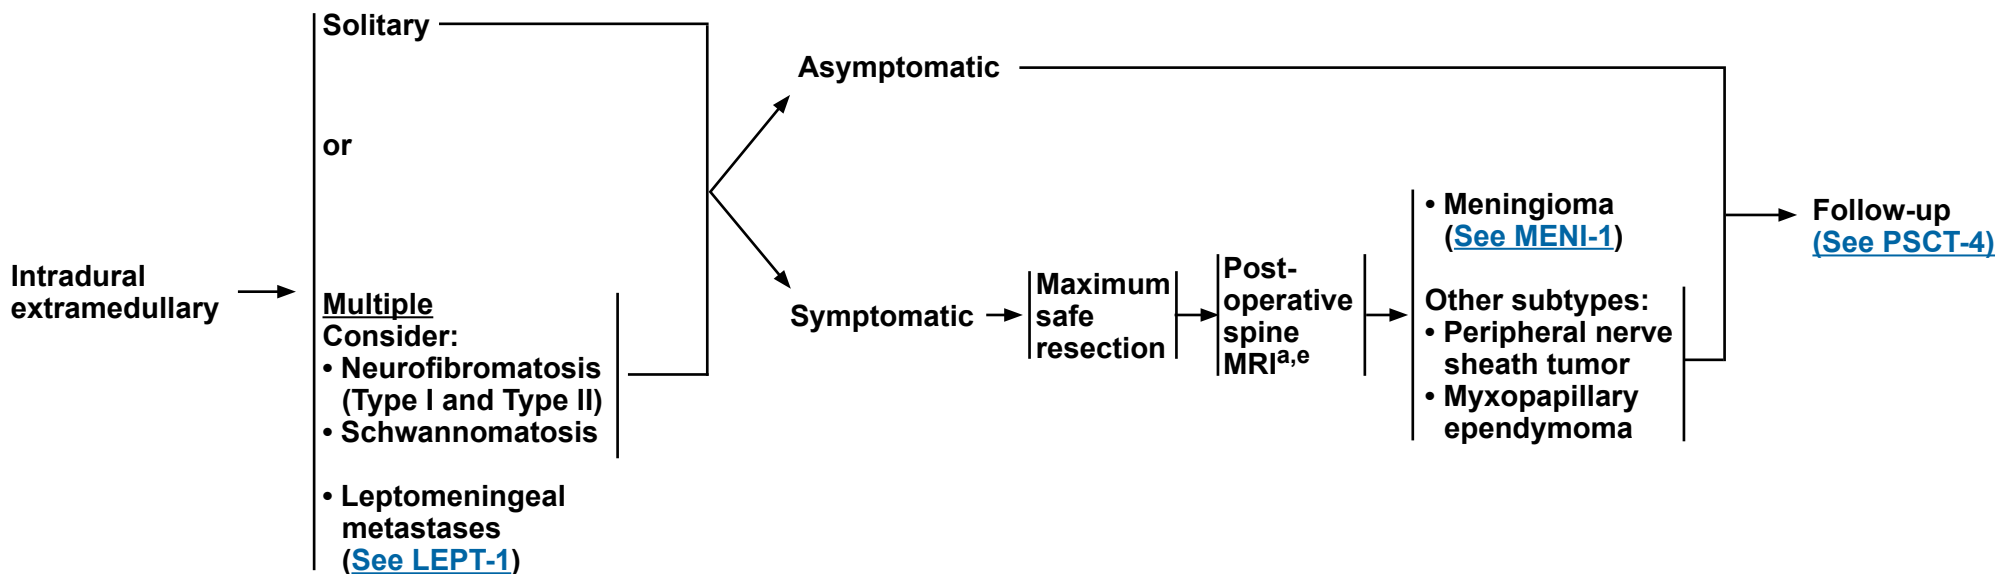 Intradural
extramedullary
Solitary
or
Multiple
Consider:
• Neurofibromatosis
(Type I and Type II)
• Schwannomatosis
• Leptomeningeal
metastases
(See LEPT-1)
Asymptomatic
Symptomatic
Maximum
safe
resection
Post-
operative
spine
MRIa,e
• Meningioma
(See MENI-1)
Other subtypes:
• Peripheral nerve
sheath tumor
• Myxopapillary
ependymoma
Follow-up
(See PSCT-4)